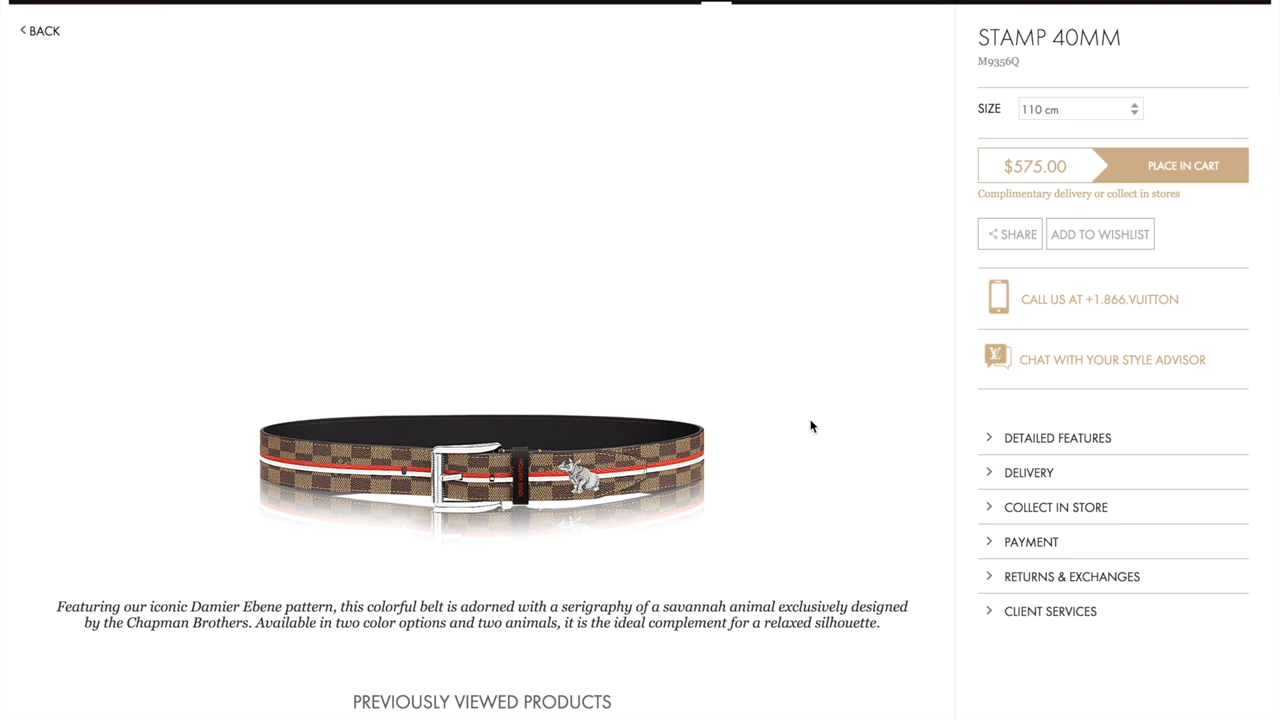 BACK
STAMP 40MM
M9356Q
SIZE 110 cm
$575.00 PLACE IN CART
Complimentary delivery or collect in stores
SHARE ADD TO WISHLIST
CALL US AT +1.866.VUITTON
CHAT WITH YOUR STYLE ADVISOR
DETAILED FEATURES
DELIVERY
COLLECT IN STORE
PAYMENT
RETURNS & EXCHANGES
CLIENT SERVICES
LOUIS VUITTON
Featuring our iconic Damier Ebene pattern, this colorful belt is adorned with a serigraphy of a savannah animal exclusively designed
by the Chapman Brothers. Available in two color options and two animals, it is the ideal complement for a relaxed silhouette.
PREVIOUSLY VIEWED PRODUCTS